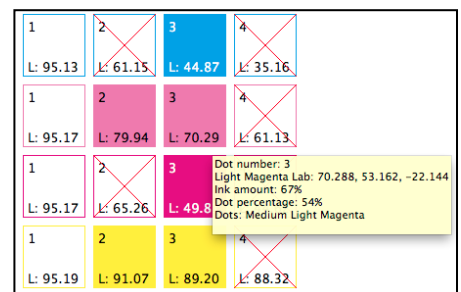 1 2 3 4
L: 95.13 L: 61.15 L: 44.87 L: 35.16
1 2 3 4
L: 95.17 L: 79.94 L: 70.29 L: 61.13
1 2 3
L: 95.17 L: 65.26 L: 49.8
Dot number: 3
Light Magenta Lab: 70.288, 53.162, -22.144
Ink amount: 67%
Dot percentage: 54%
Dots: Medium Light Magenta
1 2 3 4
L: 95.19 L: 91.07 L: 89.20 L: 88.32